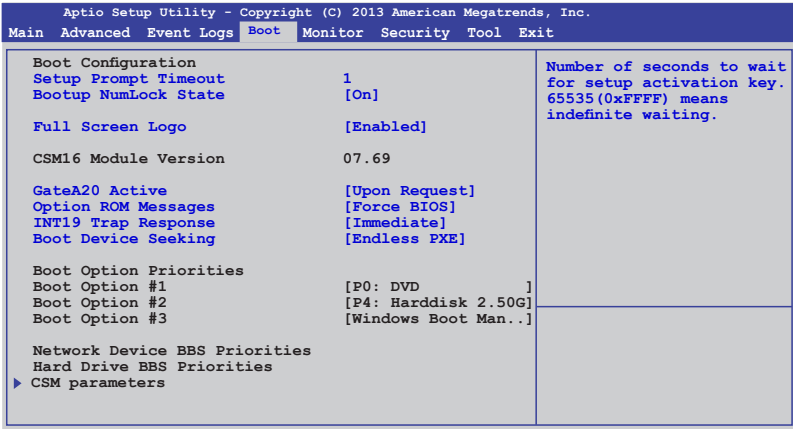 Aptio Setup Utility - Copyright (C) 2013 American Megatrends, Inc.
Main Advanced Event Logs Boot Monitor Security Tool Exit
Boot Configuration
Setup Prompt Timeout 1
Bootup NumLock State [On]
Full Screen Logo [Enabled]
CSM16 Module Version 07.69
GateA20 Active [Upon Request]
Option ROM Messages [Force BIOS]
INT19 Trap Response [Immediate]
Boot Device Seeking [Endless PXE]
Boot Option Priorities
Boot Option #1 [P0: DVD ]
Boot Option #2 [P4: Harddisk 2.50G]
Boot Option #3 [Windows Boot Man..]
Network Device BBS Priorities
Hard Drive BBS Priorities
CSM parameters
Number of seconds to wait
for setup activation key.
65535(0xFFFF) means
indefinite waiting.